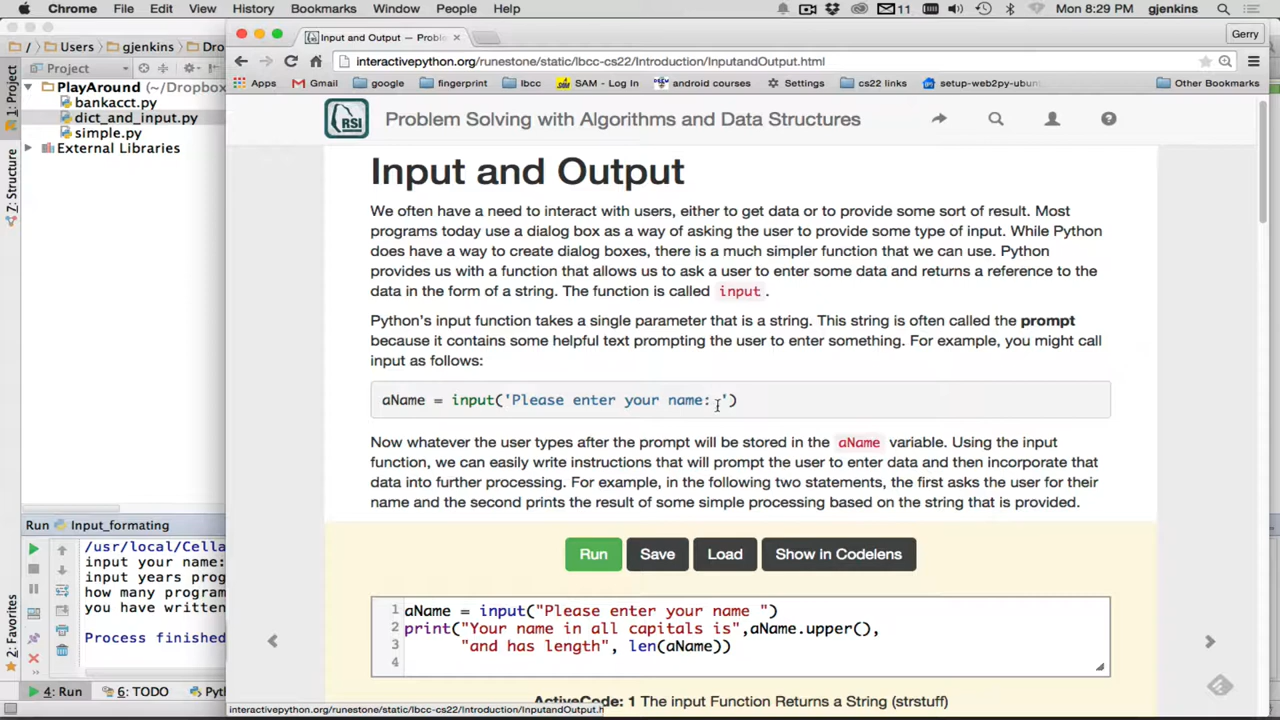 Chrome File Edit View History Bookmarks Window People Help 11 Mon 8:29 PM gjenkins
/ Users gjenkins Dro
Project
PlayAround (~/Dropbox
bankacct.py
dict_and_input.py
simple.py
External Libraries
1: Project
7: Structure
2: Favorites
Input and Output — Proble Gerry
interactivepython.org/runestone/static/lbcc-cs22/Introduction/InputandOutput.html
Apps Gmail google fingerprint lbcc SAM - Log In android courses Settings cs22 links setup-web2py-ubun Other Bookmarks
RSI Problem Solving with Algorithms and Data Structures
Input and Output
We often have a need to interact with users, either to get data or to provide some sort of result. Most
programs today use a dialog box as a way of asking the user to provide some type of input. While Python
does have a way to create dialog boxes, there is a much simpler function that we can use. Python
provides us with a function that allows us to ask a user to enter some data and returns a reference to the
data in the form of a string. The function is called input.
Python's input function takes a single parameter that is a string. This string is often called the prompt
because it contains some helpful text prompting the user to enter something. For example, you might call
input as follows:
aName = input('Please enter your name: ')
Now whatever the user types after the prompt will be stored in the aName variable. Using the input
function, we can easily write instructions that will prompt the user to enter data and then incorporate that
data into further processing. For example, in the following two statements, the first asks the user for their
name and the second prints the result of some simple processing based on the string that is provided.
Run Save Load Show in Codelens
1 aName = input("Please enter your name ")
2 print("Your name in all capitals is",aName.upper(),
3 "and has length", len(aName))
4
ActiveCode: 1 The input Function Returns a String (strstuff)
Run Input_formating
/usr/local/Cella
input your name:
input years prog
how many program
you have written
Process finished
4: Run 6: TODO Pyth
interactivepython.org/runestone/static/lbcc-cs22/Introduction/InputandOutput.h